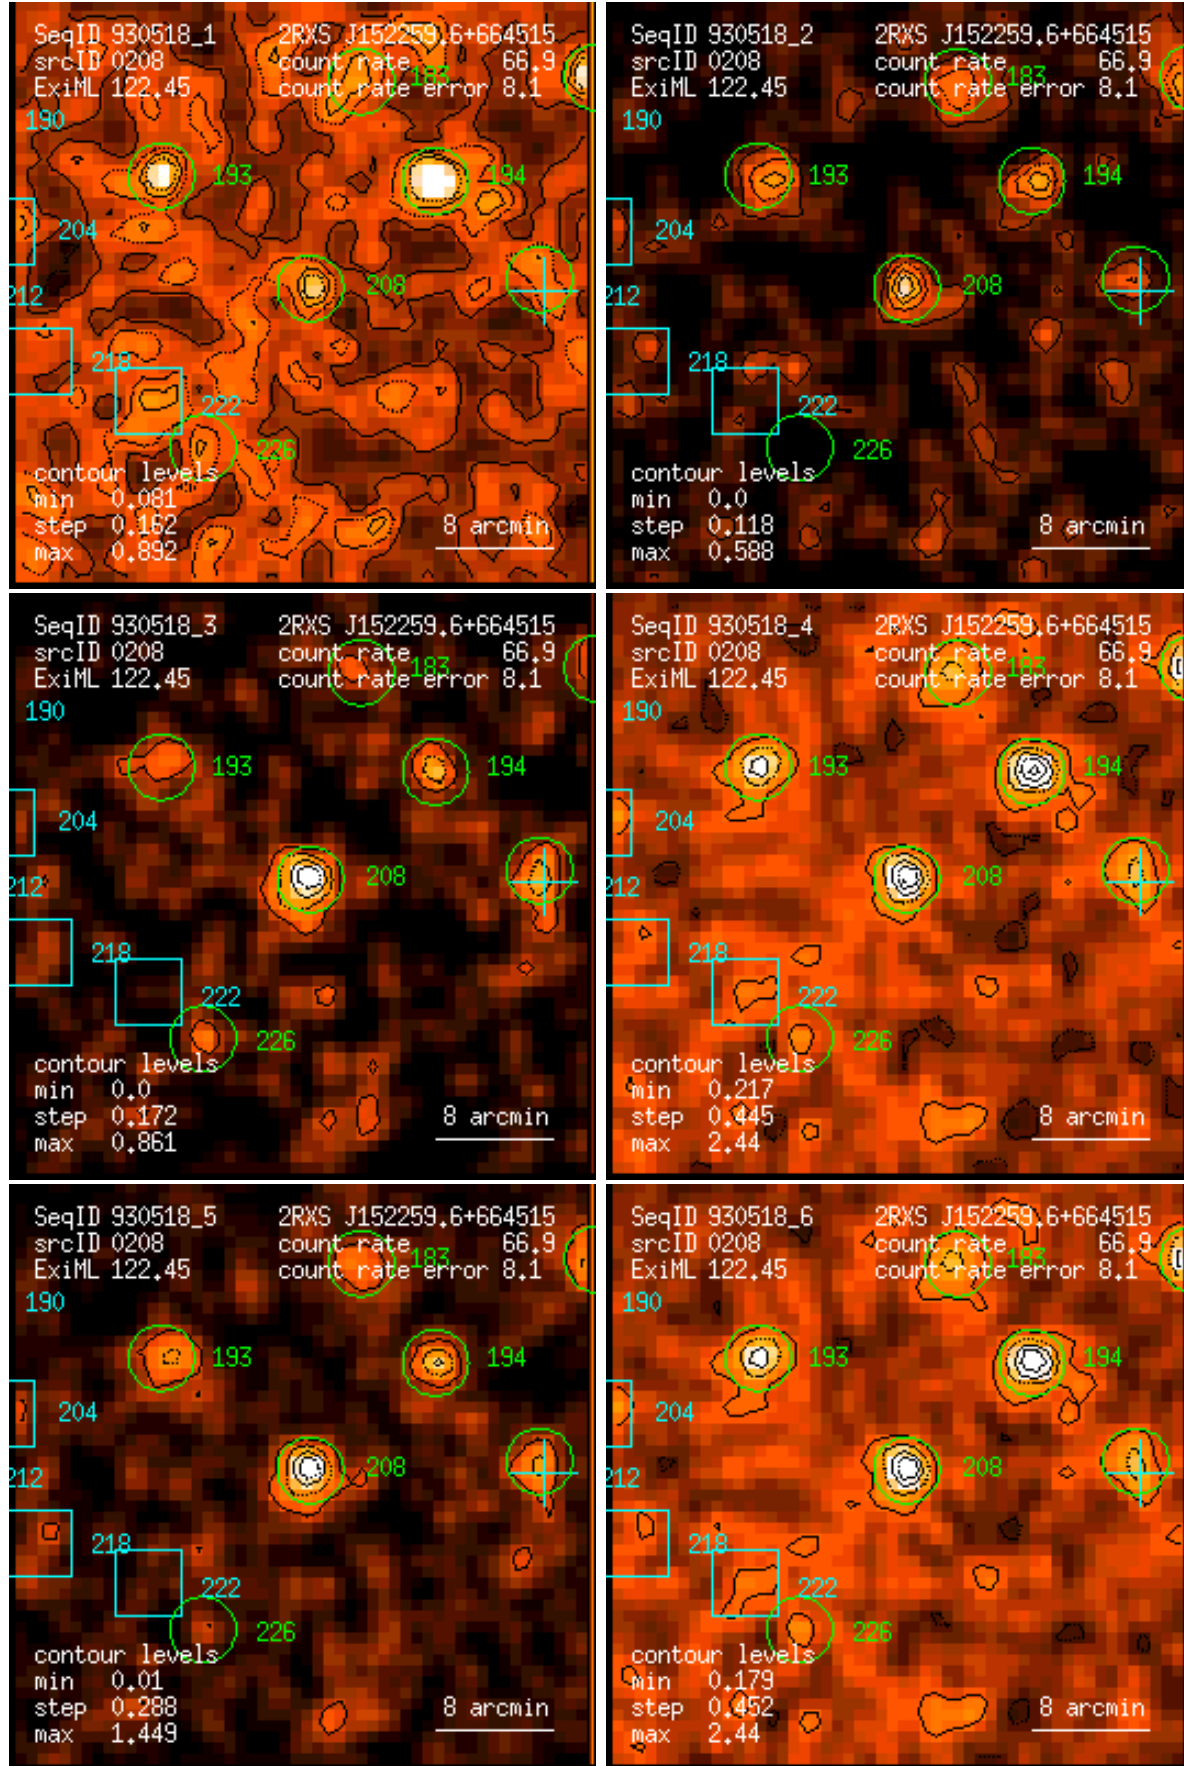 SeqID 930518_1 2RXS J152259.6+664515
srcID 0208 count rate 66.9
ExiML 122.45 count rate error 8.1
183
190
193
194
204
208
212
218
222
226
contour levels
min 0.081
step 0.162
max 0.892
8 arcmin
SeqID 930518_2 2RXS J152259.6+664515
srcID 0208 count rate 66.9
ExiML 122.45 count rate error 8.1
183
190
193
194
204
208
212
218
222
226
contour levels
min 0.0
step 0.118
max 0.588
8 arcmin
SeqID 930518_3 2RXS J152259.6+664515
srcID 0208 count rate 66.9
ExiML 122.45 count rate error 8.1
183
190
193
194
204
208
212
218
222
226
contour levels
min 0.0
step 0.172
max 0.861
8 arcmin
SeqID 930518_4 2RXS J152259.6+664515
srcID 0208 count rate 66.9
ExiML 122.45 count rate error 8.1
183
190
193
194
204
208
212
218
222
226
contour levels
min 0.217
step 0.445
max 2.44
8 arcmin
SeqID 930518_5 2RXS J152259.6+664515
srcID 0208 count rate 66.9
ExiML 122.45 count rate error 8.1
183
190
193
194
204
208
212
218
222
226
contour levels
min 0.01
step 0.288
max 1.449
8 arcmin
SeqID 930518_6 2RXS J152259.6+664515
srcID 0208 count rate 66.9
ExiML 122.45 count rate error 8.1
183
190
193
194
204
208
212
218
222
226
contour levels
min 0.179
step 0.452
max 2.44
8 arcmin